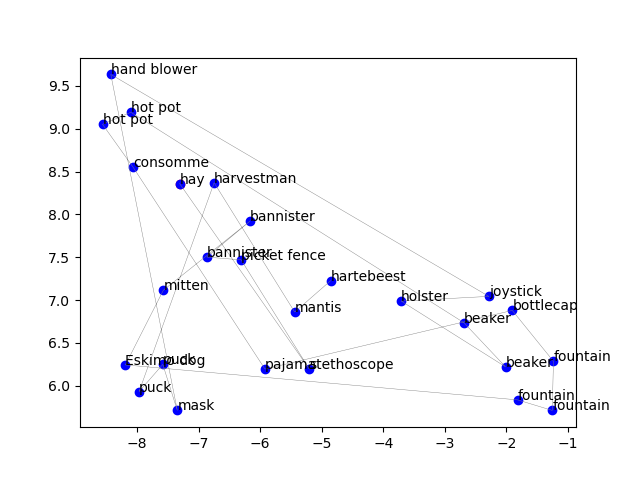 hand blower
9.5
hot pot
hot pot
9.0
consomme
8.5
hay
harvestman
bannister
8.0
bannister
picket fence
7.5
hartebeest
mitten
holster
joystick
7.0
mantis
bottlecap
beaker
6.5
Eskimo dog
puck
pajama
stethoscope
beaker
fountain
6.0
puck
mask
fountain
fountain
−8 −7 −6 −5 −4 −3 −2 −1